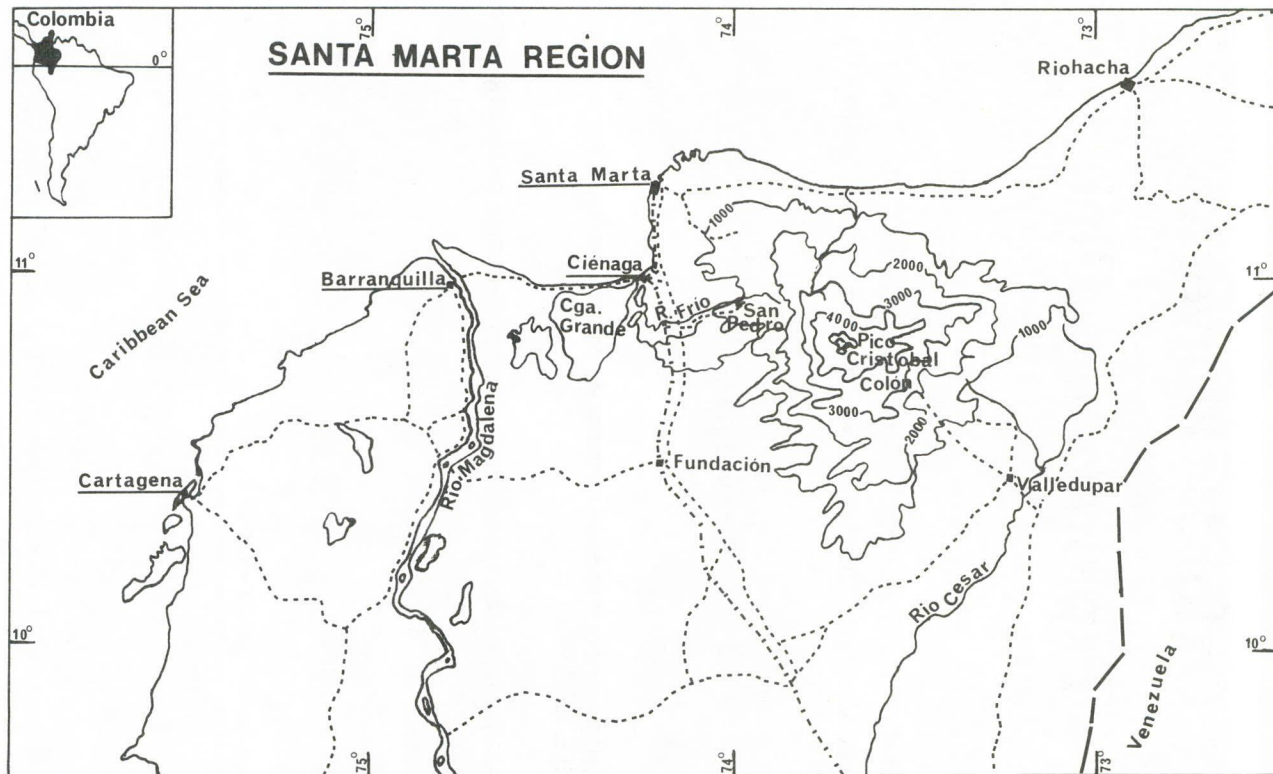 Colombia
0°
75°
74°
73°
SANTA MARTA REGION
Riohacha
Santa Marta
1000
11°
Caribbean Sea
Barranquilla
Ciénaga
Cga.
Grande
R. Frio
San
Pedro
2000
3000
4000
1000
11°
Pico
Cristobal
Colón
3000
2000
Cartagena
Rio Magdalena
Fundación
Valledupar
Rio Cesar
10°
10°
Venezuela
75°
74°
73°